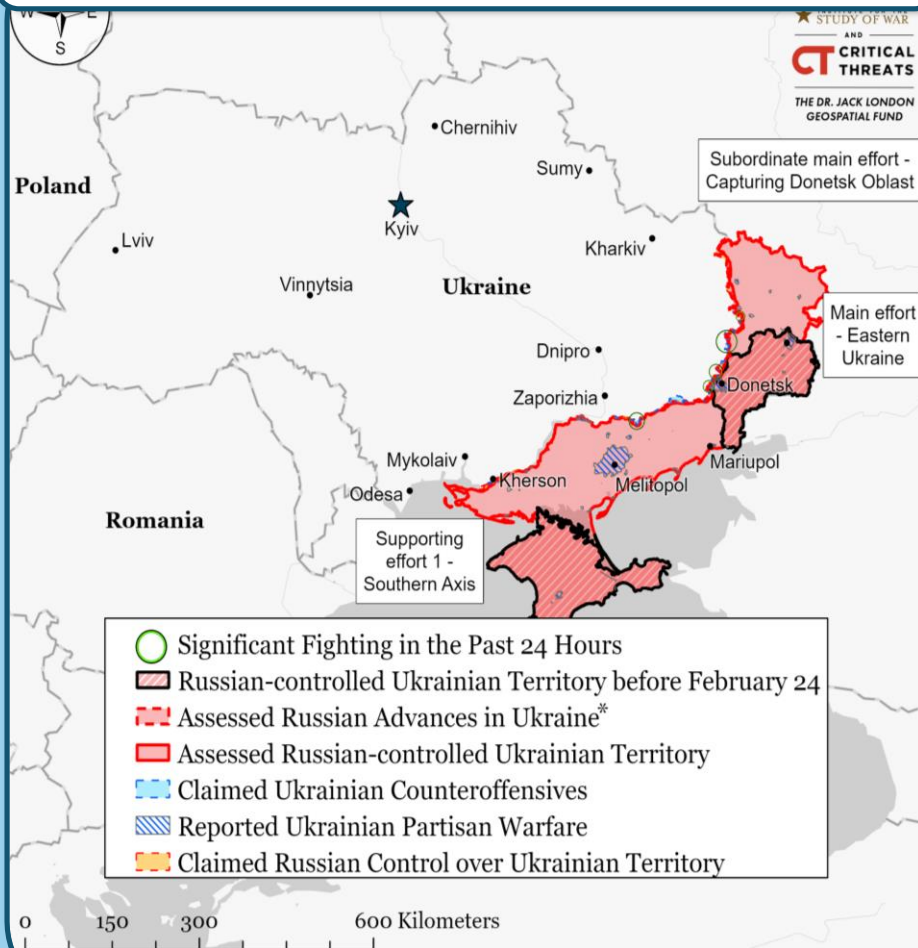 W
E
S
STUDY OF WAR
AND
CT CRITICAL
THREATS
THE DR. JACK LONDON
GEOSPATIAL FUND
Chernihiv
Subordinate main effort -
Capturing Donetsk Oblast
Sumy
Poland
Kyiv
Lviv
Kharkiv
Vinnytsia
Ukraine
Main effort
- Eastern
Ukraine
Dnipro
Donetsk
Zaporizhia
Mykolaiv
Mariupol
Kherson
Melitopol
Odesa
Romania
Supporting
effort 1 -
Southern Axis
Significant Fighting in the Past 24 Hours
Russian-controlled Ukrainian Territory before February 24
Assessed Russian Advances in Ukraine*
Assessed Russian-controlled Ukrainian Territory
Claimed Ukrainian Counteroffensives
Reported Ukrainian Partisan Warfare
Claimed Russian Control over Ukrainian Territory
0 150 300 600 Kilometers